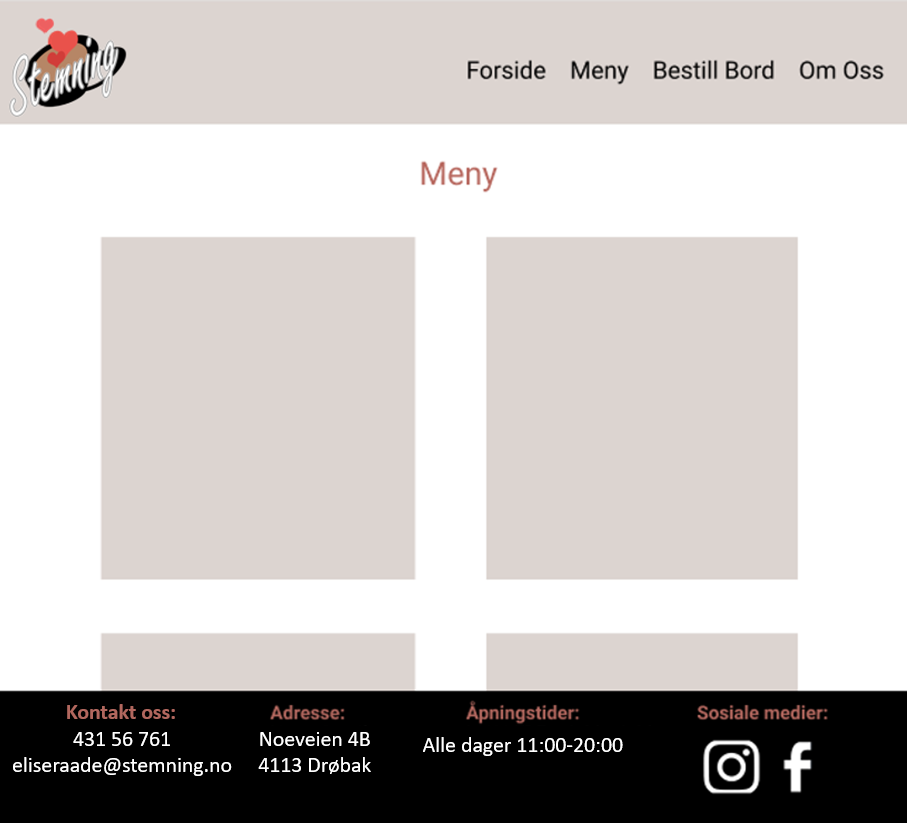 Stemning
Forside Meny Bestill Bord Om Oss
Meny
Kontakt oss:
431 56 761
eliseraade@stemning.no
Adresse:
Noeveien 4B
4113 Drøbak
Åpningstider:
Alle dager 11:00-20:00
Sosiale medier: